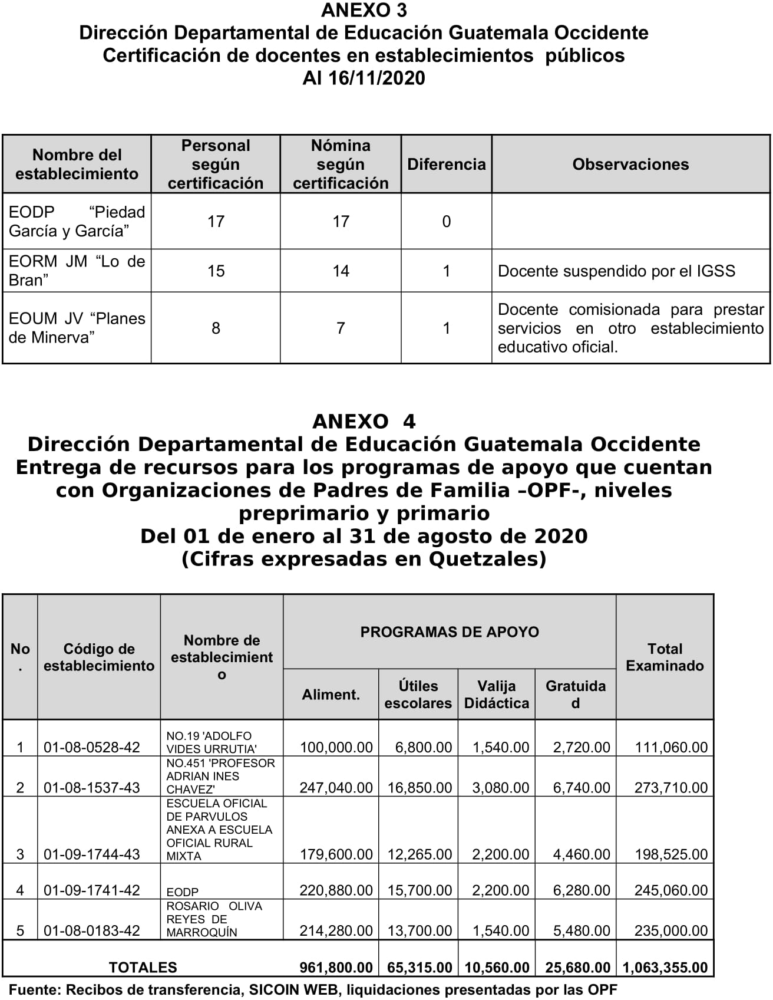 ANEXO 3
Dirección Departamental de Educación Guatemala Occidente
Certificación de docentes en establecimientos públicos
Al 16/11/2020
Nombre del
establecimiento
Personal
según
certificación
Nómina
según
certificación
Diferencia
Observaciones
EODP “Piedad
García y García”
17
17
0
EORM JM “Lo de
Bran”
15
14
1
Docente suspendido por el IGSS
EOUM JV “Planes
de Minerva”
8
7
1
Docente comisionada para prestar
servicios en otro establecimiento
educativo oficial.
ANEXO 4
Dirección Departamental de Educación Guatemala Occidente
Entrega de recursos para los programas de apoyo que cuentan
con Organizaciones de Padres de Familia –OPF-, niveles
preprimario y primario
Del 01 de enero al 31 de agosto de 2020
(Cifras expresadas en Quetzales)
No
.
Código de
establecimiento
Nombre de
establecimient
o
PROGRAMAS DE APOYO
Total
Examinado
Aliment.
Útiles
escolares
Valija
Didáctica
Gratuida
d
1
01-08-0528-42
NO.19 'ADOLFO
VIDES URRUTIA'
100,000.00
6,800.00
1,540.00
2,720.00
111,060.00
2
01-08-1537-43
NO.451 'PROFESOR
ADRIAN INES
CHAVEZ'
247,040.00
16,850.00
3,080.00
6,740.00
273,710.00
3
01-09-1744-43
ESCUELA OFICIAL
DE PARVULOS
ANEXA A ESCUELA
OFICIAL RURAL
MIXTA
179,600.00
12,265.00
2,200.00
4,460.00
198,525.00
4
01-09-1741-42
EODP
220,880.00
15,700.00
2,200.00
6,280.00
245,060.00
5
01-08-0183-42
ROSARIO OLIVA
REYES DE
MARROQUÍN
214,280.00
13,700.00
1,540.00
5,480.00
235,000.00
TOTALES
961,800.00
65,315.00
10,560.00
25,680.00
1,063,355.00
Fuente: Recibos de transferencia, SICOIN WEB, liquidaciones presentadas por las OPF